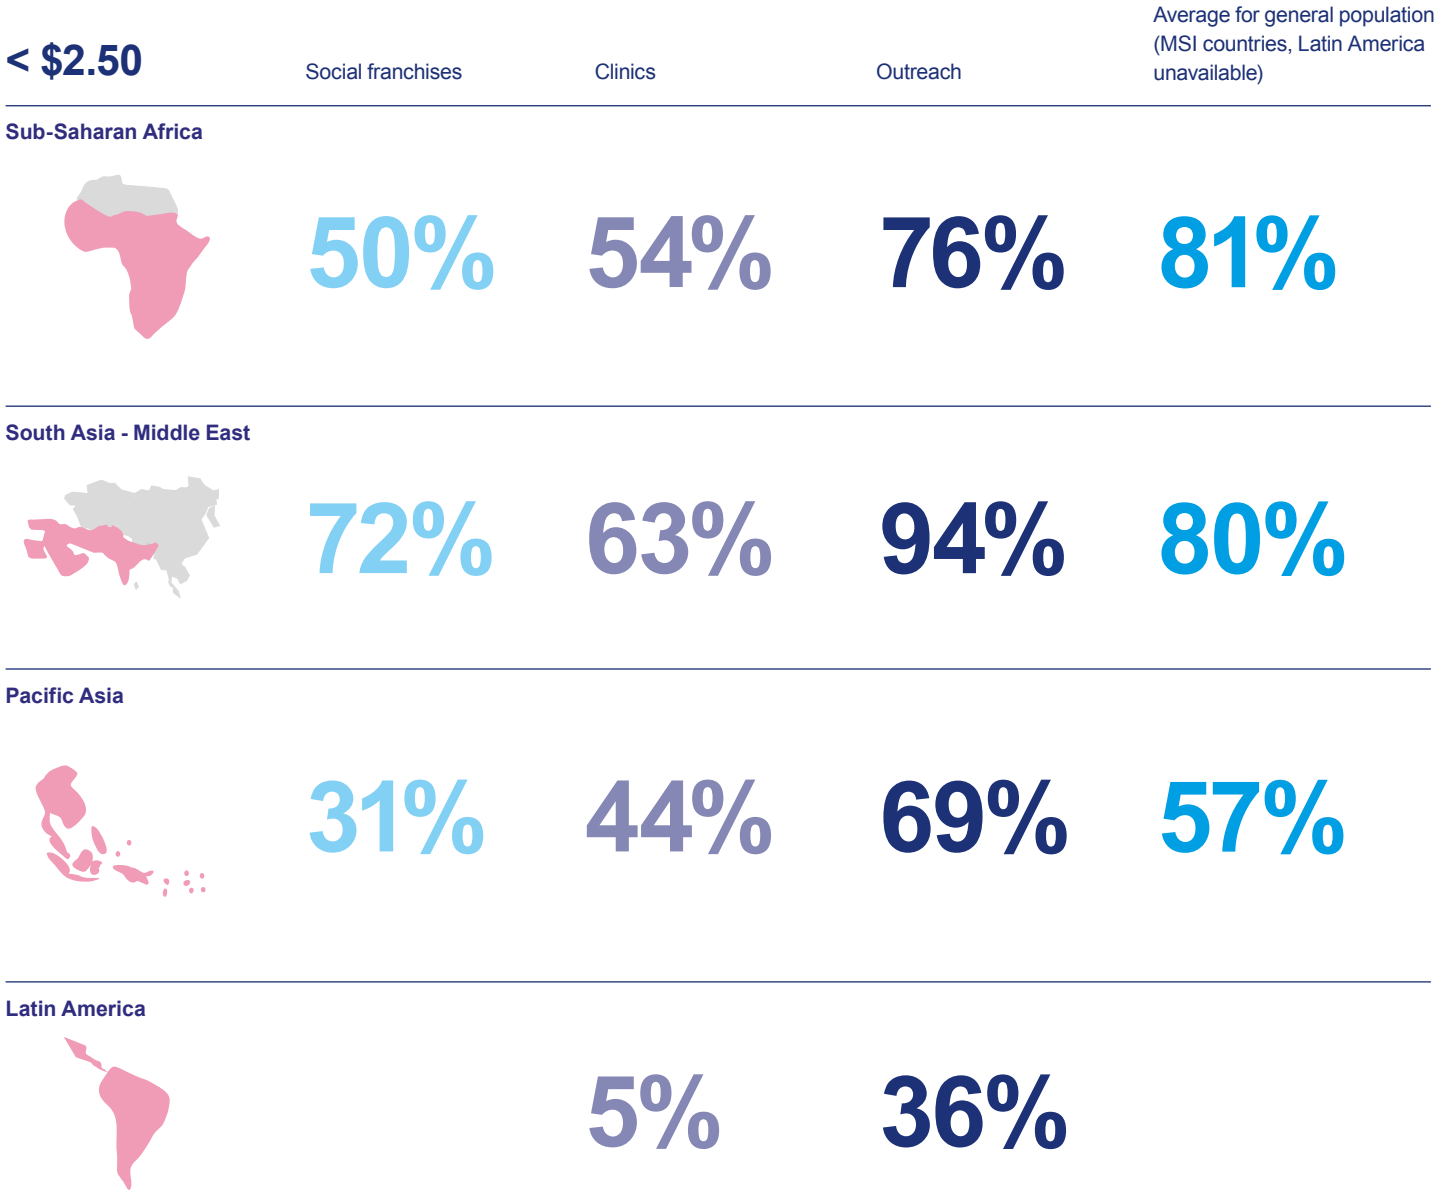 Average for general population
(MSI countries, Latin America
unavailable)
< $2.50
Social franchises
Clinics
Outreach
Sub-Saharan Africa
50%
54%
76%
81%
South Asia - Middle East
72%
63%
94%
80%
Pacific Asia
31%
44%
69%
57%
Latin America
5%
36%